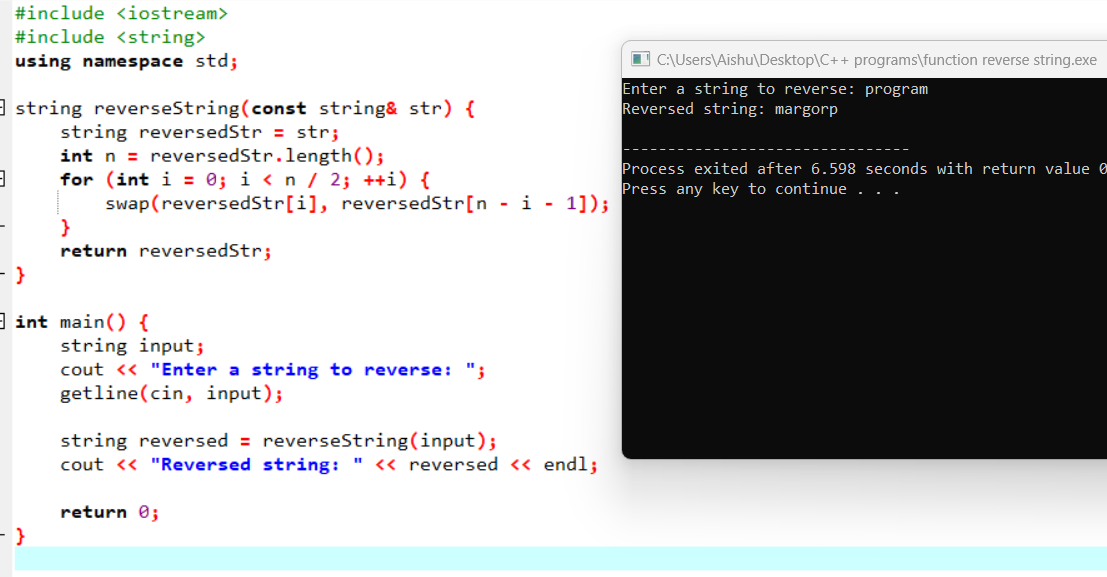 #include <iostream>
#include <string>
using namespace std;
string reverseString(const string& str) {
string reversedStr = str;
int n = reversedStr.length();
for (int i = 0; i < n / 2; ++i) {
swap(reversedStr[i], reversedStr[n - i - 1]);
}
return reversedStr;
}
int main() {
string input;
cout << "Enter a string to reverse: ";
getline(cin, input);
string reversed = reverseString(input);
cout << "Reversed string: " << reversed << endl;
return 0;
}
C:\Users\Aishu\Desktop\C++ programs\function reverse string.exe
Enter a string to reverse: program
Reversed string: margorp
--------------------------------
Process exited after 6.598 seconds with return value 0
Press any key to continue . . .